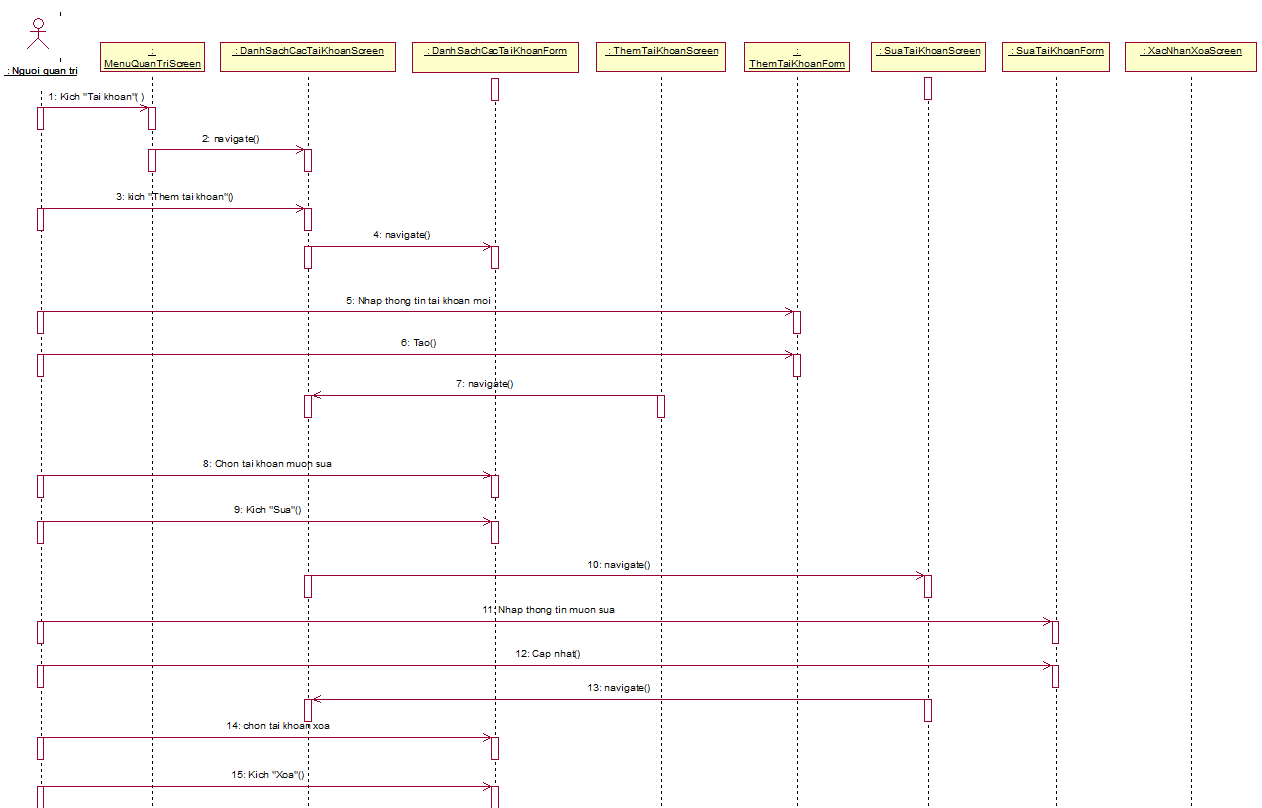 : Nguoi quan tri
:
MenuQuanTriScreen
: DanhSachCacTaiKhoanScreen
: DanhSachCacTaiKhoanForm
: ThemTaiKhoanScreen
:
ThemTaiKhoanForm
: SuaTaiKhoanScreen
: SuaTaiKhoanForm
: XacNhanXoaScreen
1: Kich "Tai khoan"( )
2: navigate()
3: kich "Them tai khoan"()
4: navigate()
5: Nhap thong tin tai khoan moi
6: Tao()
7: navigate()
8: Chon tai khoan muon sua
9: Kich "Sua"()
10: navigate()
11: Nhap thong tin muon sua
12: Cap nhat()
13: navigate()
14: chon tai khoan xoa
15: Kich "Xoa"()